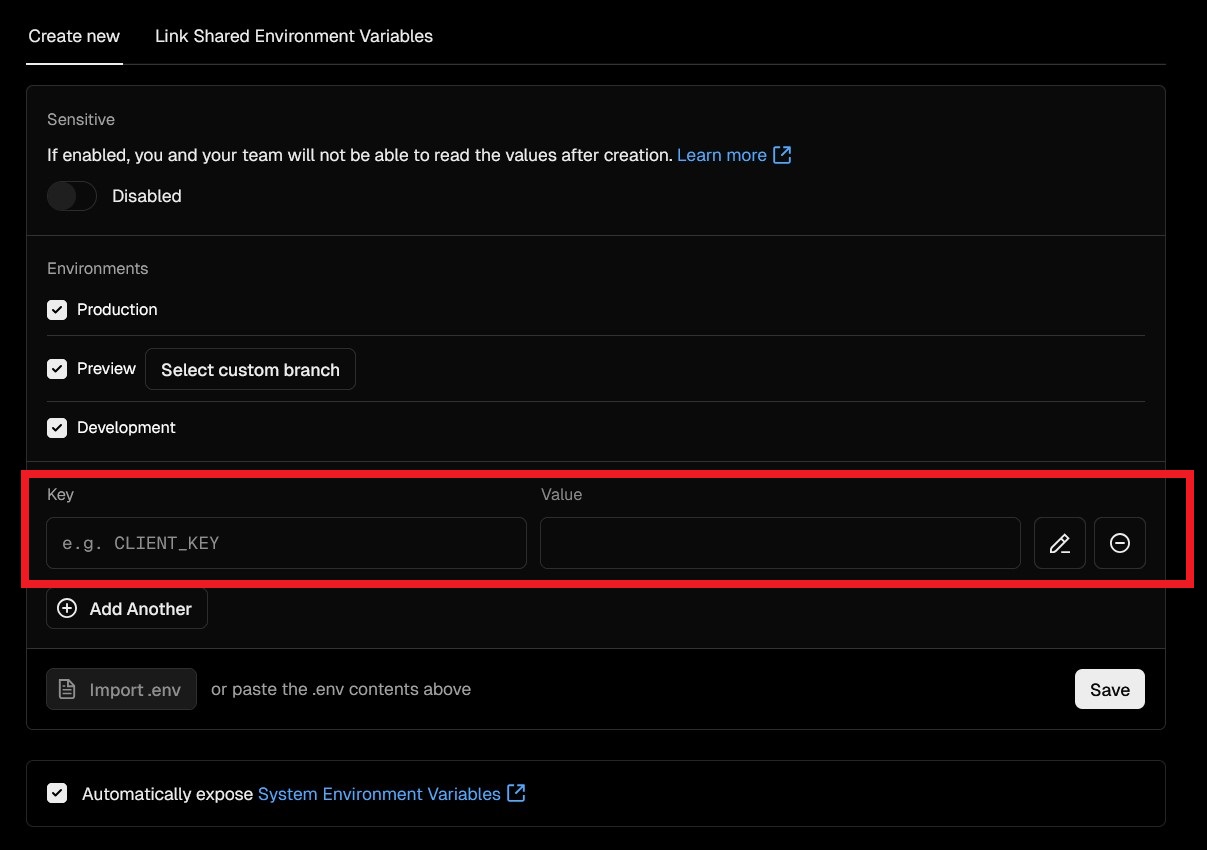 Create new Link Shared Environment Variables
Sensitive
If enabled, you and your team will not be able to read the values after creation. Learn more
Disabled
Environments
Production
Preview Select custom branch
Development
Key Value
e.g. CLIENT_KEY
Add Another
Import .env or paste the .env contents above Save
Automatically expose System Environment Variables